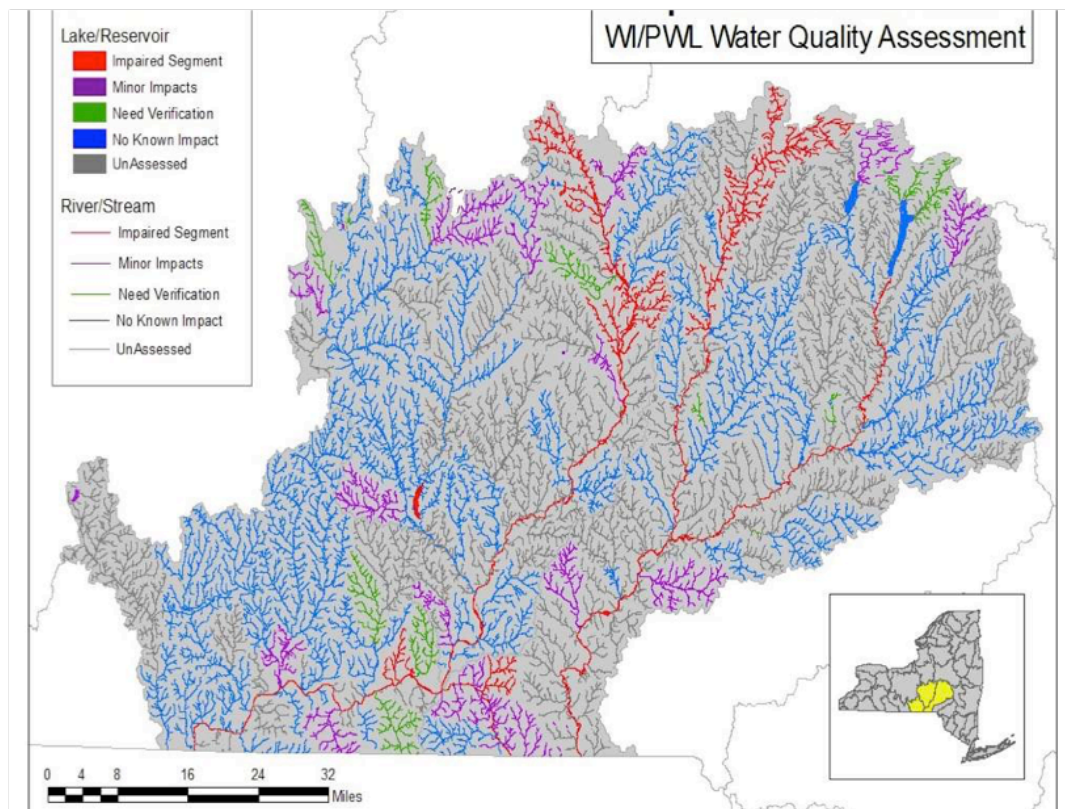 WI/PWL Water Quality Assessment
Lake/Reservoir
Impaired Segment
Minor Impacts
Need Verification
No Known Impact
UnAssessed
River/Stream
Impaired Segment
Minor Impacts
Need Verification
No Known Impact
UnAssessed
0 4 8 16 24 32
Miles